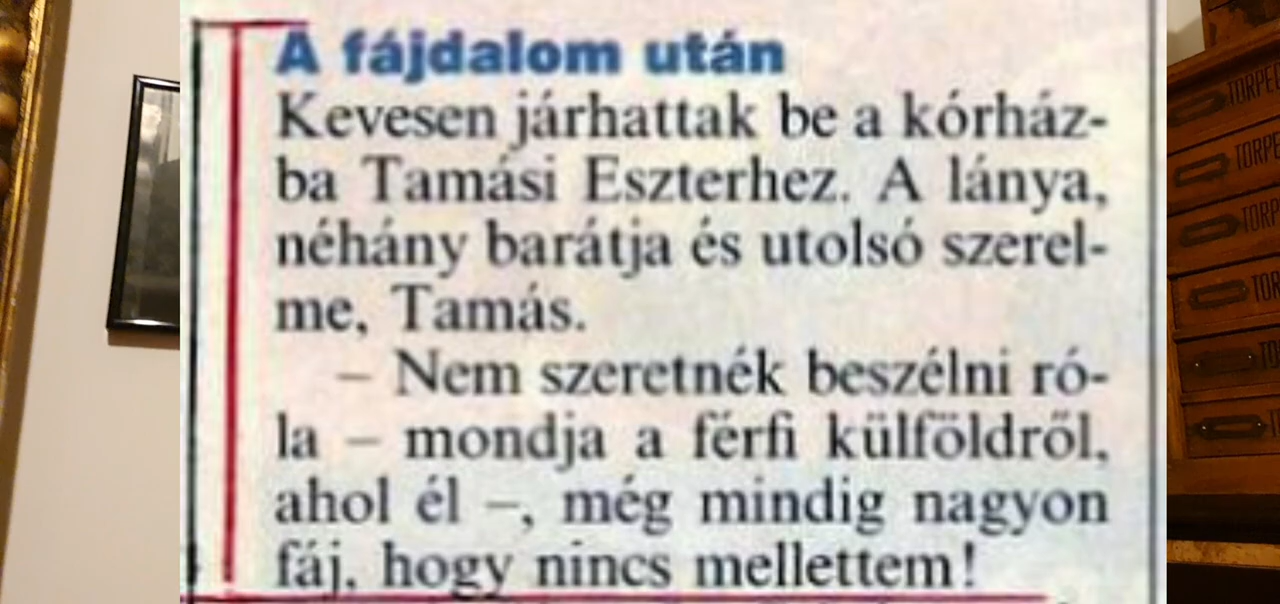 A fájdalom után
Kevesen járhattak be a kórház-
ba Tamási Eszterhez. A lánya,
néhány barátja és utolsó szerel-
me, Tamás.
– Nem szeretnék beszélni ró-
la – mondja a férfi külföldről,
ahol él –, még mindig nagyon
fáj, hogy nincs mellettem!